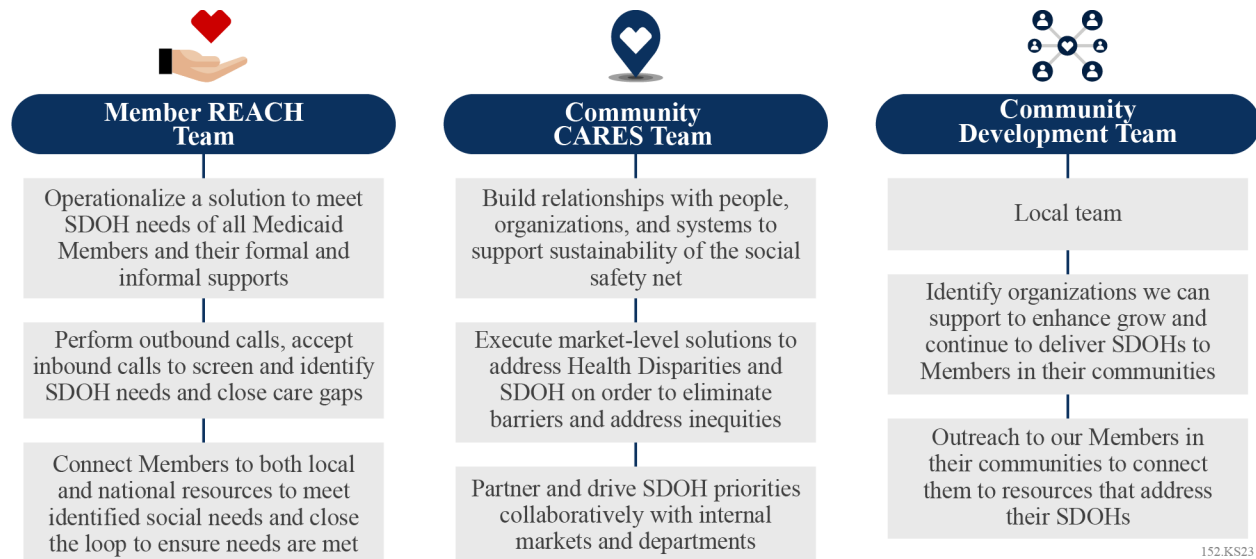 Member REACH
Team
Operationalize a solution to meet
SDOH needs of all Medicaid
Members and their formal and
informal supports
Perform outbound calls, accept
inbound calls to screen and identify
SDOH needs and close care gaps
Connect Members to both local
and national resources to meet
identified social needs and close
the loop to ensure needs are met
Community
CARES Team
Build relationships with people,
organizations, and systems to
support sustainability of the social
safety net
Execute market-level solutions to
address Health Disparities and
SDOH on order to eliminate
barriers and address inequities
Partner and drive SDOH priorities
collaboratively with internal
markets and departments
Community
Development Team
Local team
Identify organizations we can
support to enhance grow and
continue to deliver SDOHs to
Members in their communities
Outreach to our Members in
their communities to connect
them to resources that address
their SDOHs
152.KS23